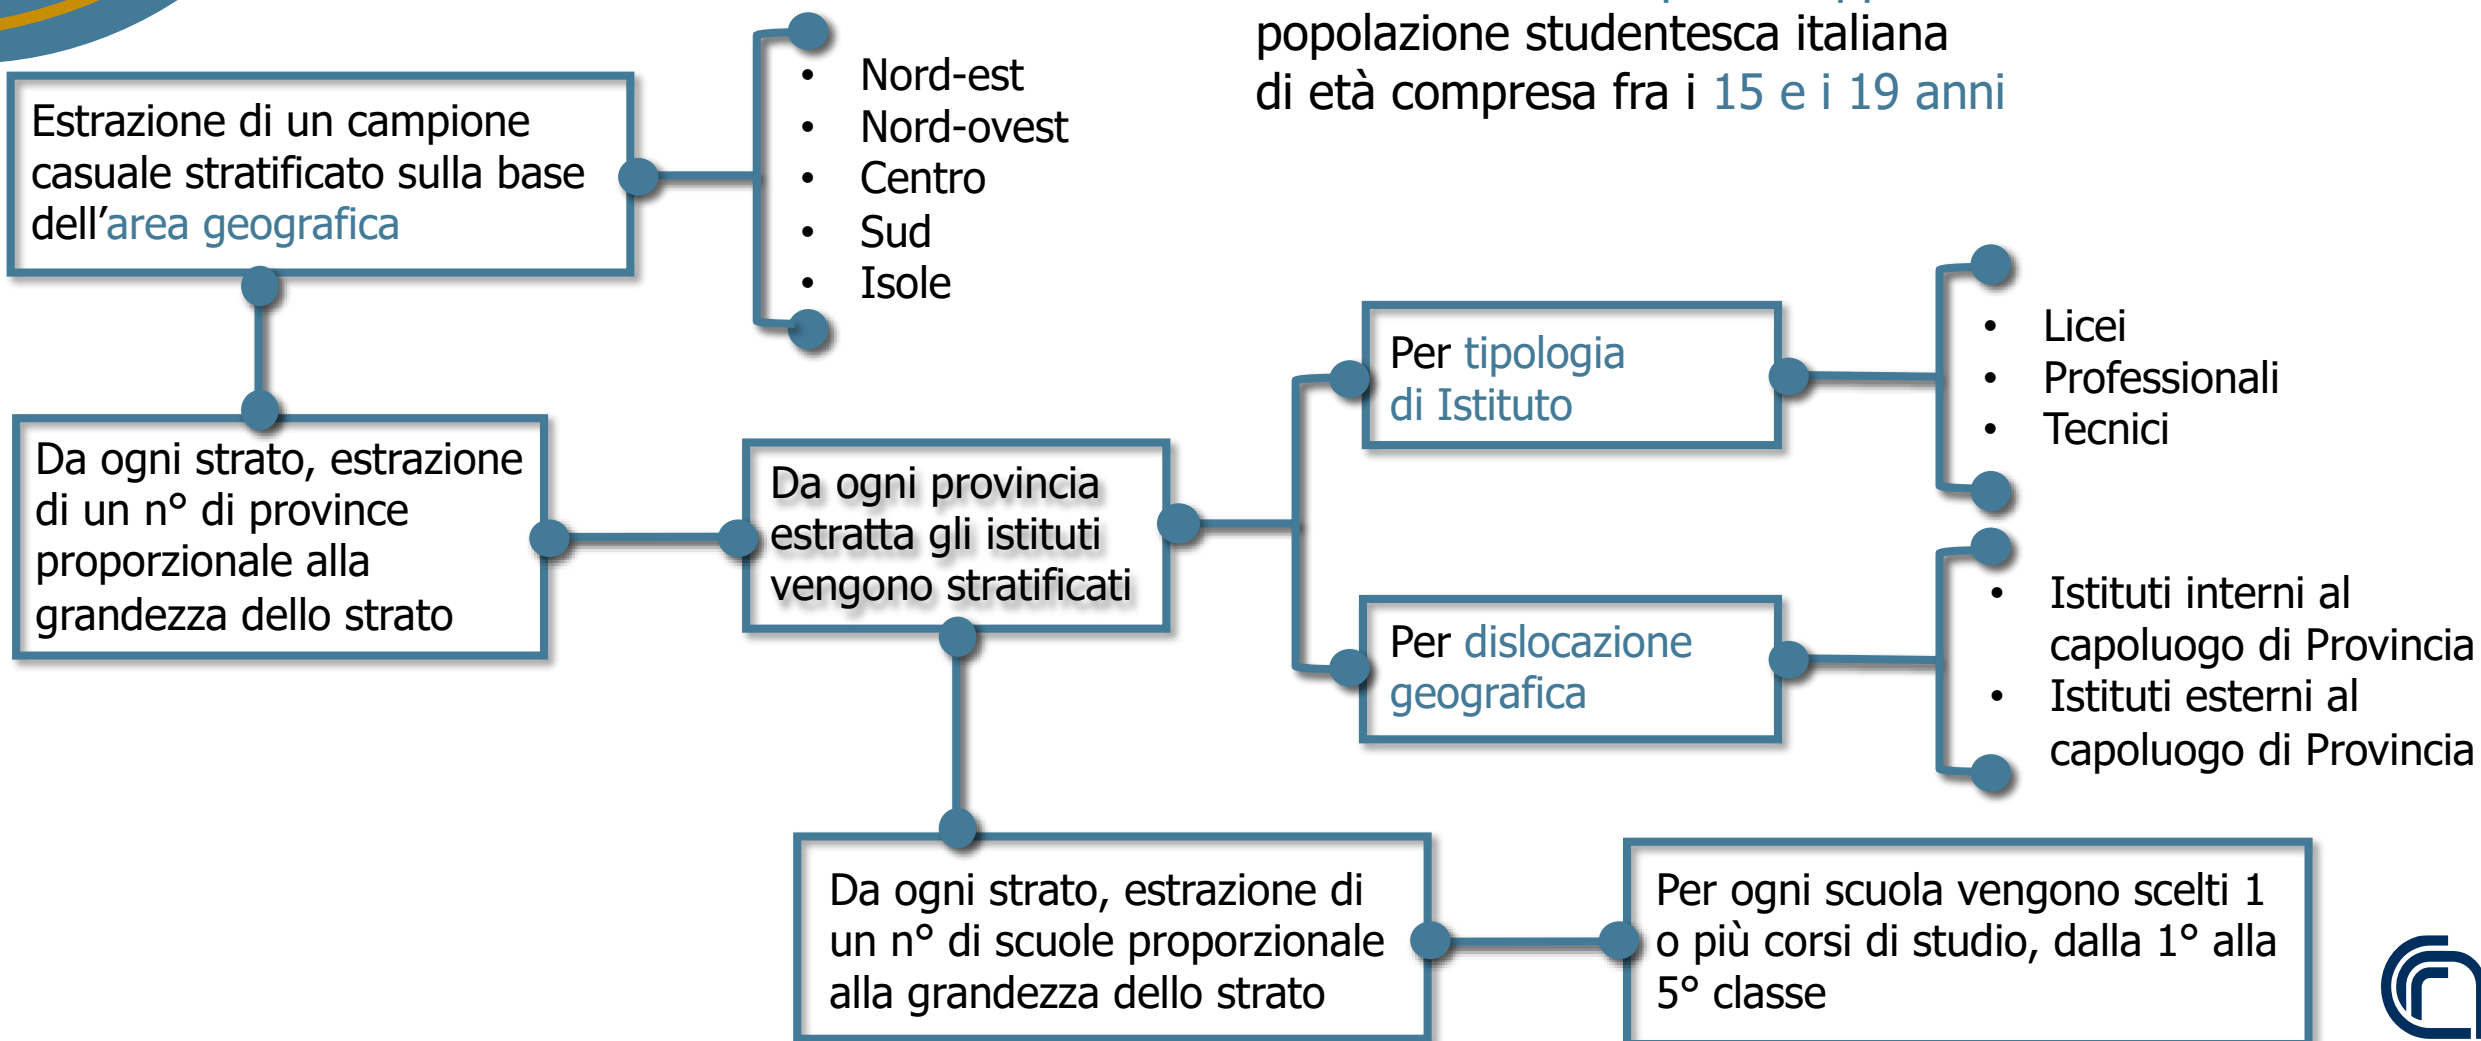 popolazione studentesca italiana
di età compresa fra i 15 e i 19 anni
Estrazione di un campione
casuale stratificato sulla base
dell’area geografica
• Nord-est
• Nord-ovest
• Centro
• Sud
• Isole
Da ogni strato, estrazione
di un n° di province
proporzionale alla
grandezza dello strato
Da ogni provincia
estratta gli istituti
vengono stratificati
Per tipologia
di Istituto
• Licei
• Professionali
• Tecnici
Per dislocazione
geografica
• Istituti interni al
capoluogo di Provincia
• Istituti esterni al
capoluogo di Provincia
Da ogni strato, estrazione di
un n° di scuole proporzionale
alla grandezza dello strato
Per ogni scuola vengono scelti 1
o più corsi di studio, dalla 1° alla
5° classe